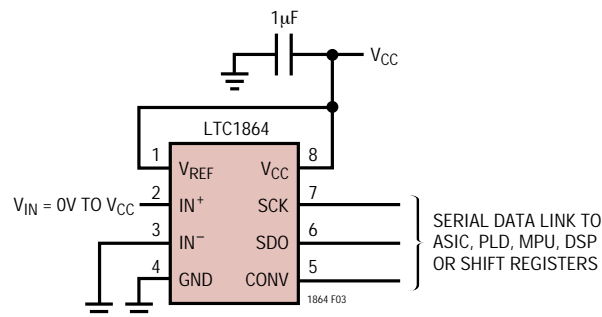 1μF
VCC
LTC1864
1 VREF VCC 8
VIN = 0V TO VCC 2 IN+ SCK 7
3 IN− SDO 6
4 GND CONV 5
SERIAL DATA LINK TO
ASIC, PLD, MPU, DSP
OR SHIFT REGISTERS
1864 F03